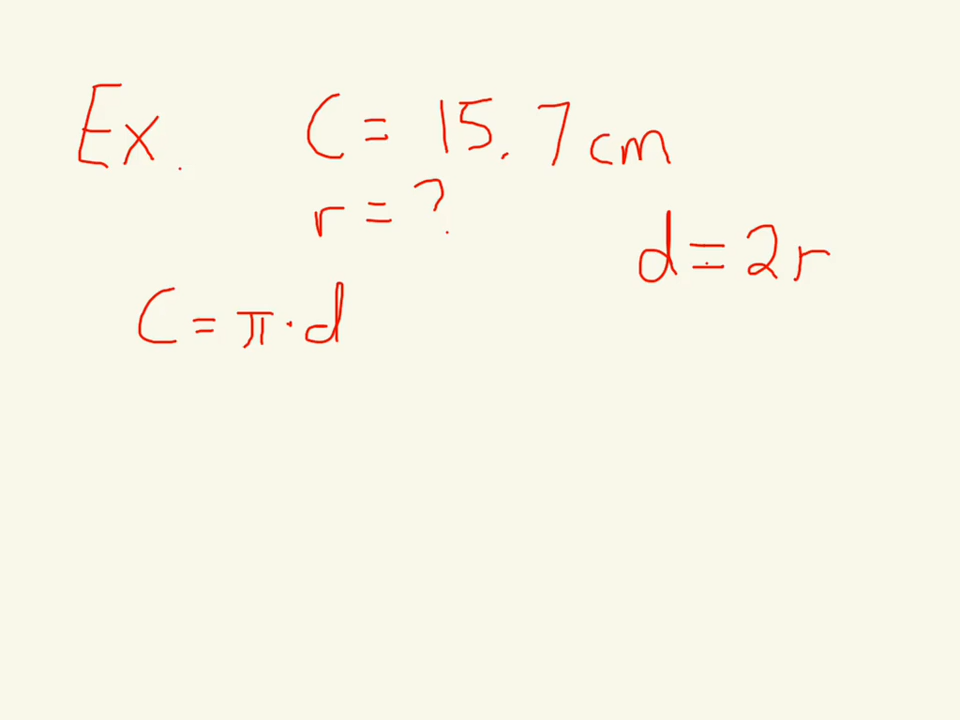 Ex. C = 15.7 cm
r = ?
d = 2r
C = π · d